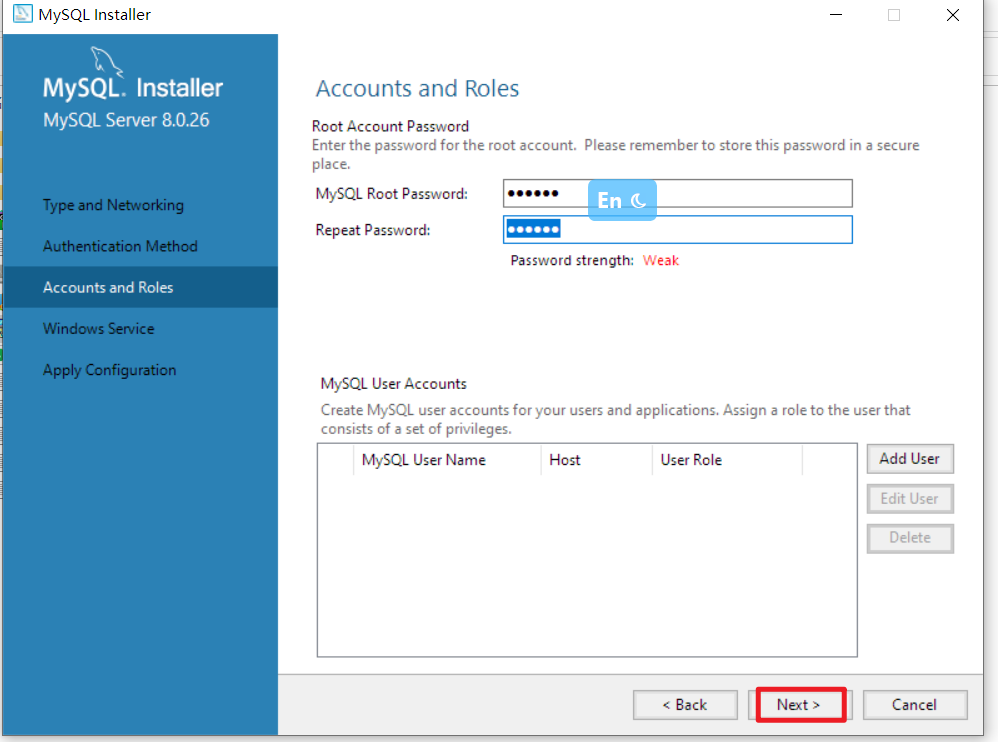 MySQL Installer
MySQL. Installer
MySQL Server 8.0.26
Type and Networking
Authentication Method
Accounts and Roles
Windows Service
Apply Configuration
Accounts and Roles
Root Account Password
Enter the password for the root account.  Please remember to store this password in a secure
place.
MySQL Root Password: ●●●●●●
En
Repeat Password: ●●●●●●
Password strength: Weak
MySQL User Accounts
Create MySQL user accounts for your users and applications. Assign a role to the user that
consists of a set of privileges.
MySQL User Name Host User Role
Add User
Edit User
Delete
< Back Next > Cancel